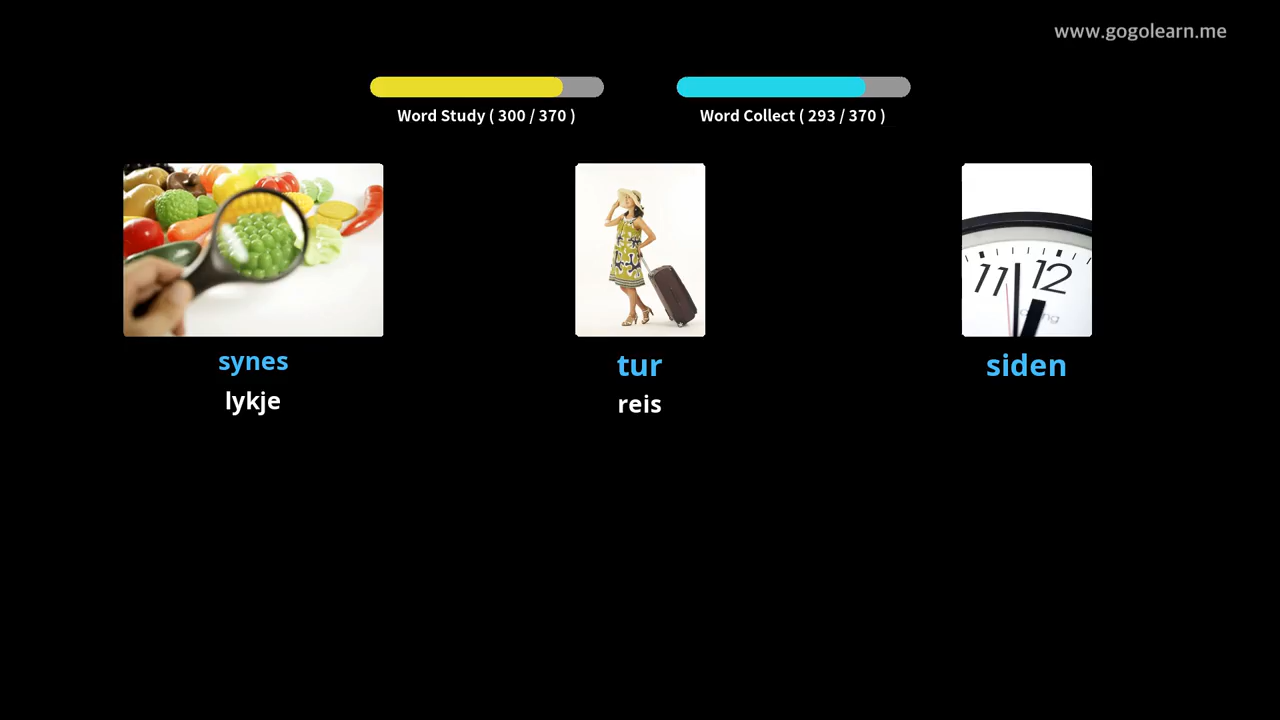 www.gogolearn.me
Word Study ( 300 / 370 )
Word Collect ( 293 / 370 )
11 12
synes
lykje
tur
reis
siden